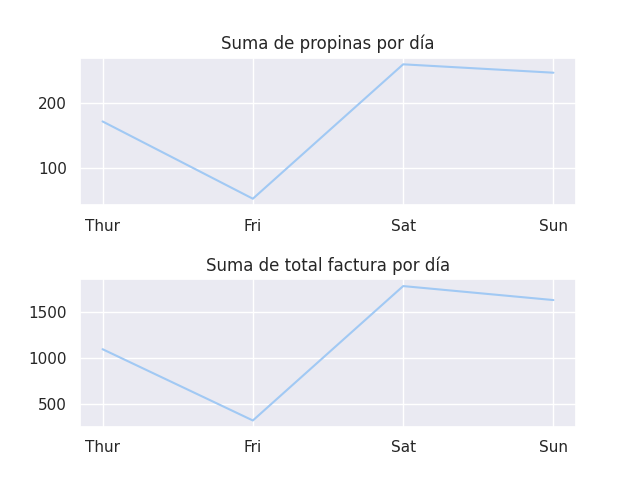 Suma de propinas por día
200
100
Thur Fri Sat Sun
Suma de total factura por día
1500
1000
500
Thur Fri Sat Sun